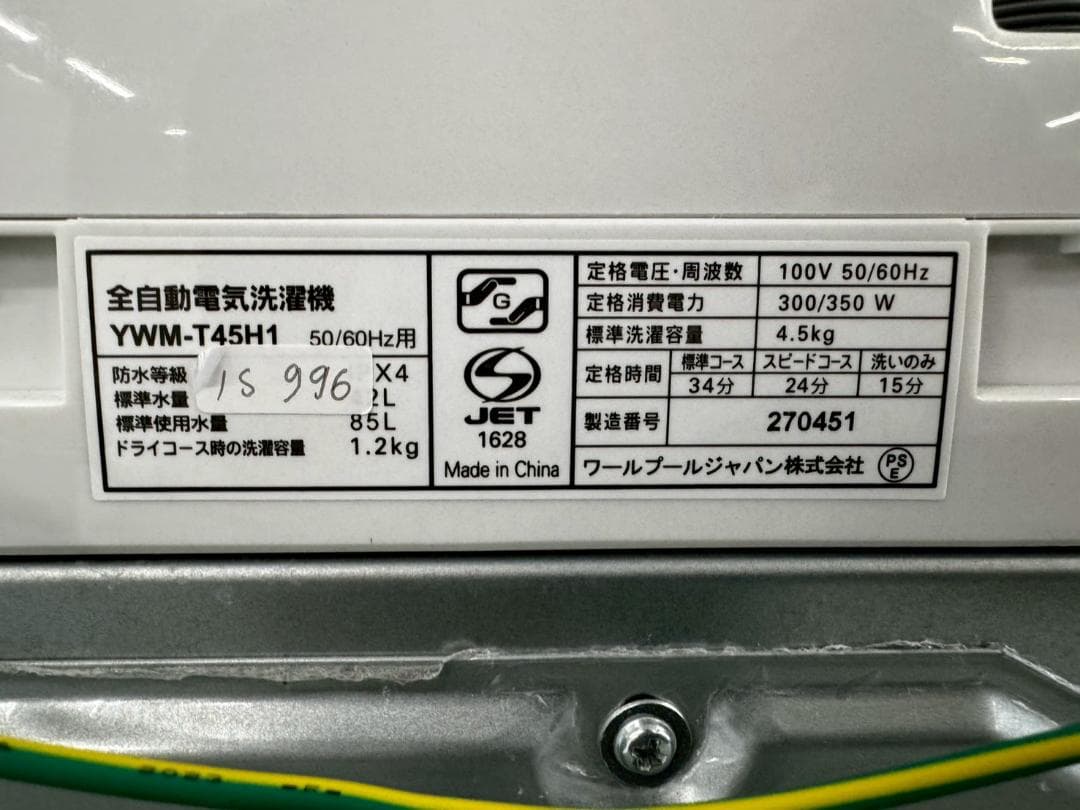 全自動電気洗濯機
YWM-T45H1 50/60Hz用
防水等級 X4
標準水量 L
標準使用水量 85L
ドライコース時の洗濯容量 1.2kg
IS 996
G
JET
1628
Made in China
定格電圧・周波数 100V 50/60Hz
定格消費電力 300/350 W
標準洗濯容量 4.5kg
定格時間 標準コース スピードコース 洗いのみ
34分 24分 15分
製造番号 270451
ワールプールジャパン株式会社 PSE